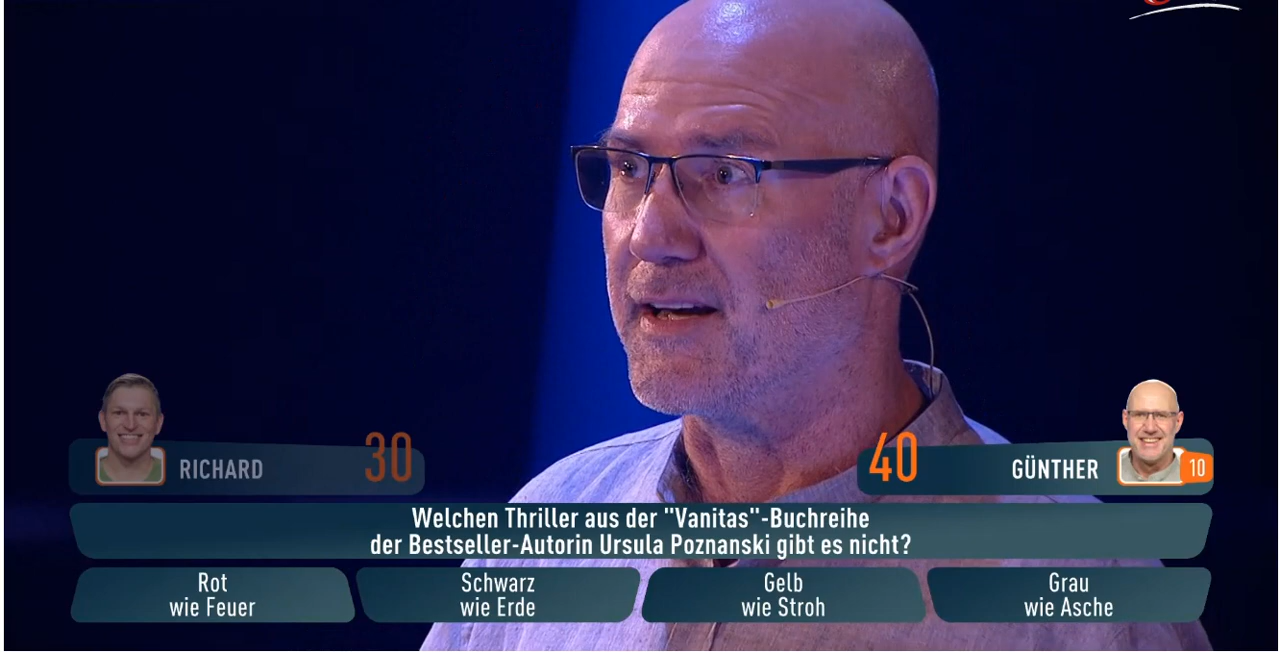 RICHARD
30
40
GÜNTHER
10
Welchen Thriller aus der "Vanitas"-Buchreihe
der Bestseller-Autorin Ursula Poznanski gibt es nicht?
Rot
wie Feuer
Schwarz
wie Erde
Gelb
wie Stroh
Grau
wie Asche